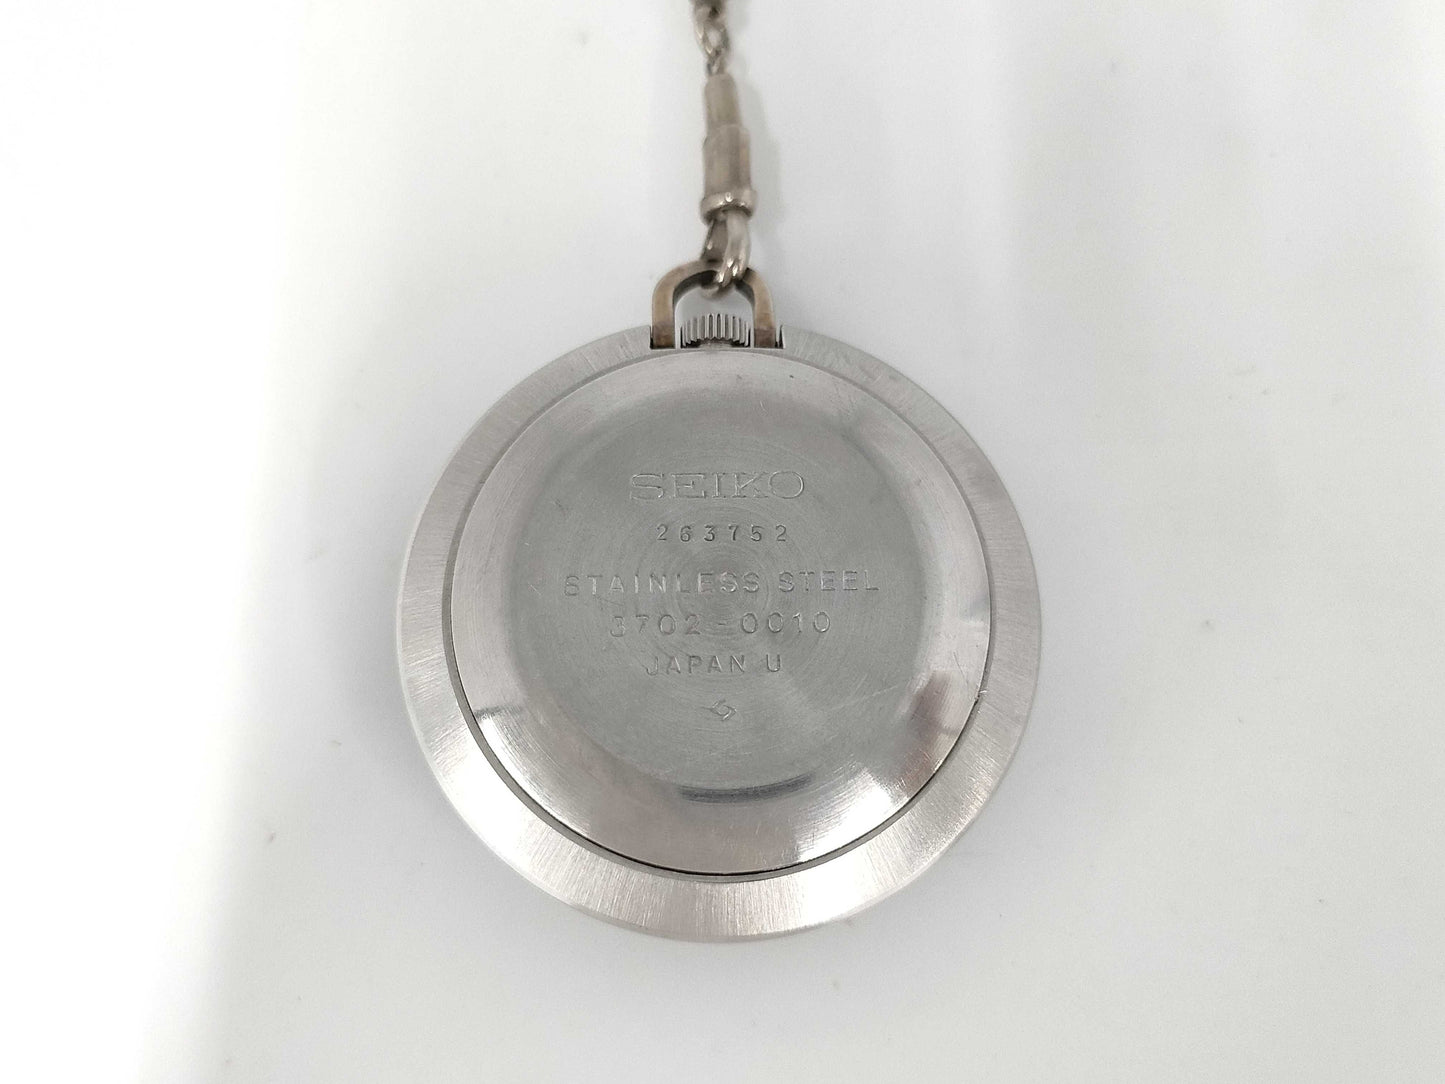 SEIKO
263752
STAINLESS STEEL
3702-0010
JAPAN U